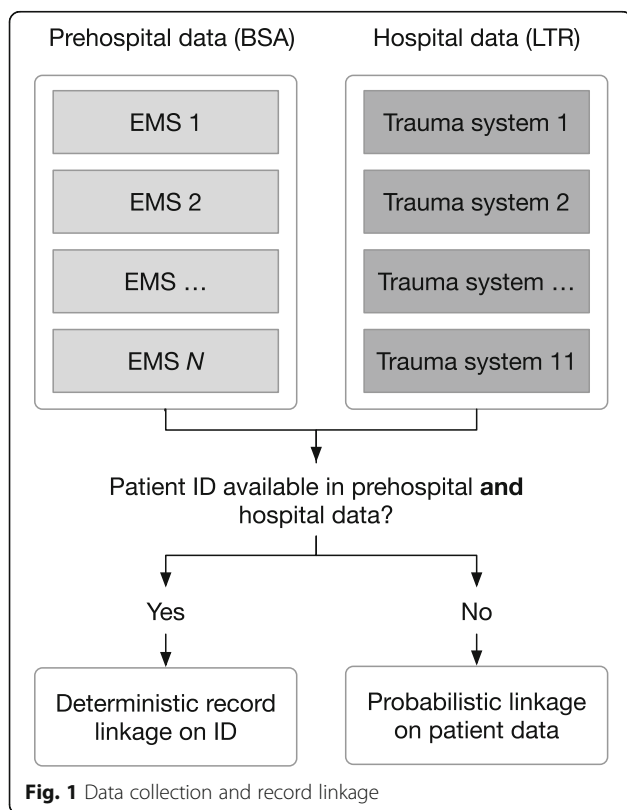 Prehospital data (BSA)
Hospital data (LTR)
EMS 1
EMS 2
EMS …
EMS N
Trauma system 1
Trauma system 2
Trauma system …
Trauma system 11
Patient ID available in prehospital and
hospital data?
Yes
No
Deterministic record
linkage on ID
Probabilistic linkage
on patient data
Fig. 1 Data collection and record linkage